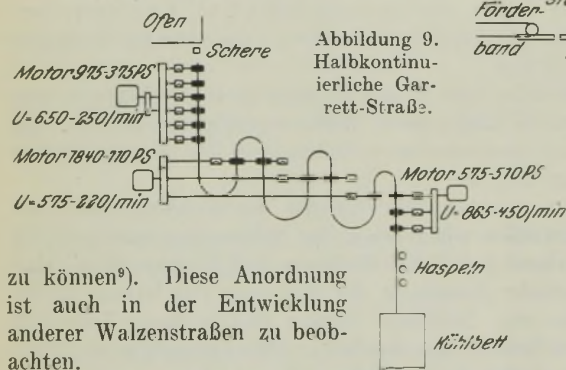 Ofen
Schere
Motor 975-375 PS
U=650-250/min
Motor 1840-710 PS
U=575-220/min
Abbildung 9.
Halbkontinu-
ierliche Gar-
rett-Straße.
Förder-
band
Motor 575-510 PS
U=865-450/min
Haspeln
Kühlbett
zu können⁹). Diese Anordnung
ist auch in der Entwicklung
anderer Walzenstraßen zu beob-
achten.